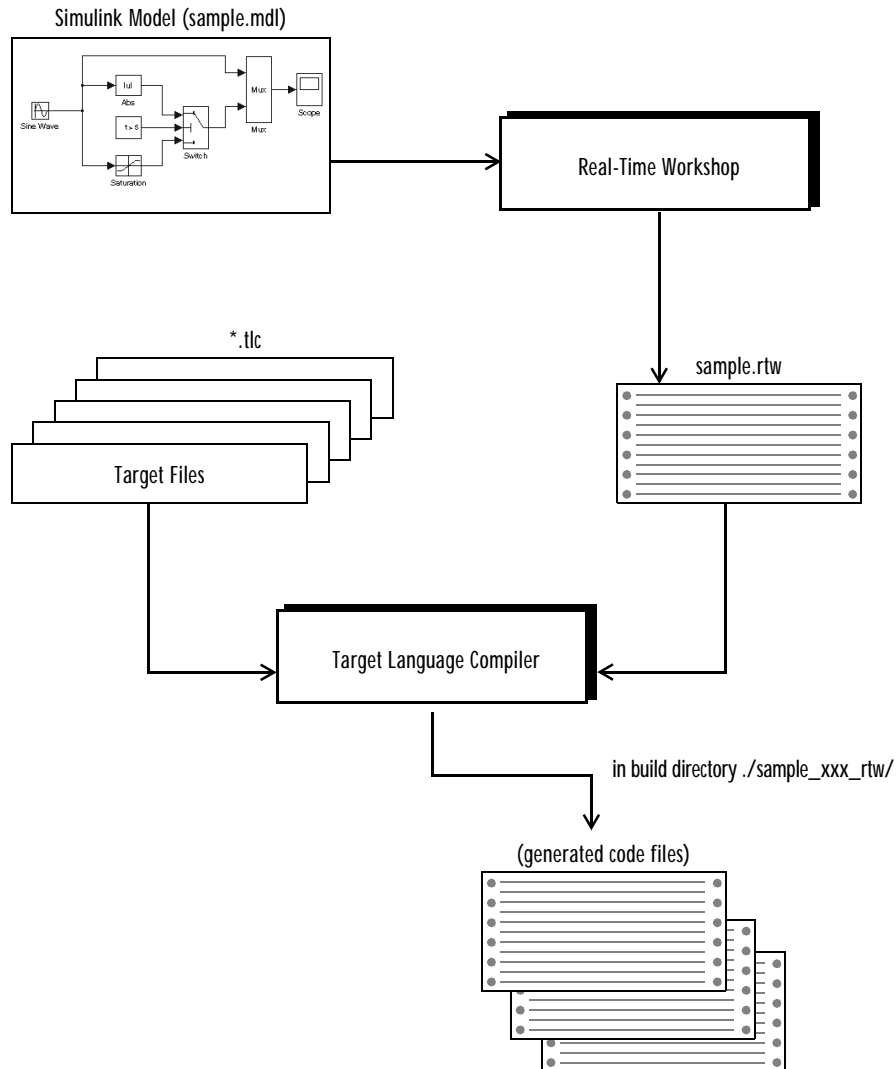 Simulink Model (sample.mdl)
|u|
Abs
Sine Wave
t> 5
Switch
Saturation
Mux
Mux
Scope
Real-Time Workshop
*.tlc
Target Files
sample.rtw
Target Language Compiler
in build directory ./sample_xxx_rtw/
(generated code files)